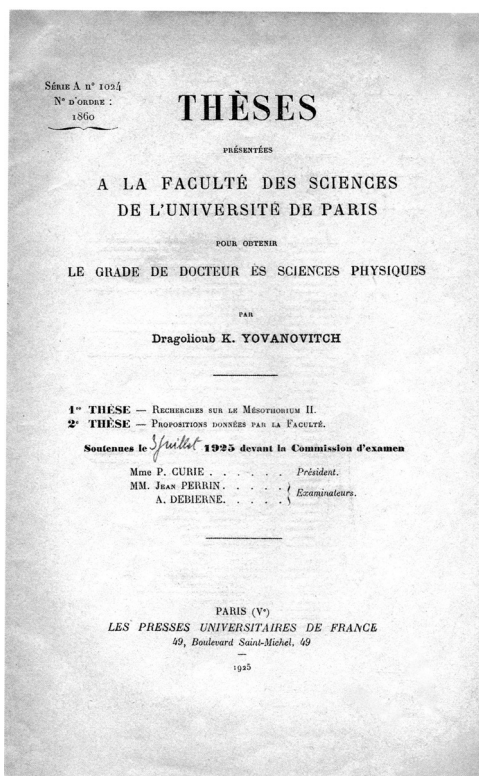 SÉRIE A n° 1024
N° D'ORDRE :
1860
THÈSES
PRÉSENTÉES
A LA FACULTÉ DES SCIENCES
DE L'UNIVERSITÉ DE PARIS
POUR OBTENIR
LE GRADE DE DOCTEUR ÈS SCIENCES PHYSIQUES
PAR
Dragolioub K. YOVANOVITCH
1re THÈSE — RECHERCHES SUR LE MÉSOTHORIUM II.
2e THÈSE — PROPOSITIONS DONNÉES PAR LA FACULTÉ.
Soutenues le 3 juillet 1925 devant la Commission d'examen
Mme P. CURIE . . . . . . Président.
MM. JEAN PERRIN . . . . .
A. DEBIERNE . . . . . Examinateurs.
PARIS (Ve)
LES PRESSES UNIVERSITAIRES DE FRANCE
49, Boulevard Saint-Michel, 49
1925